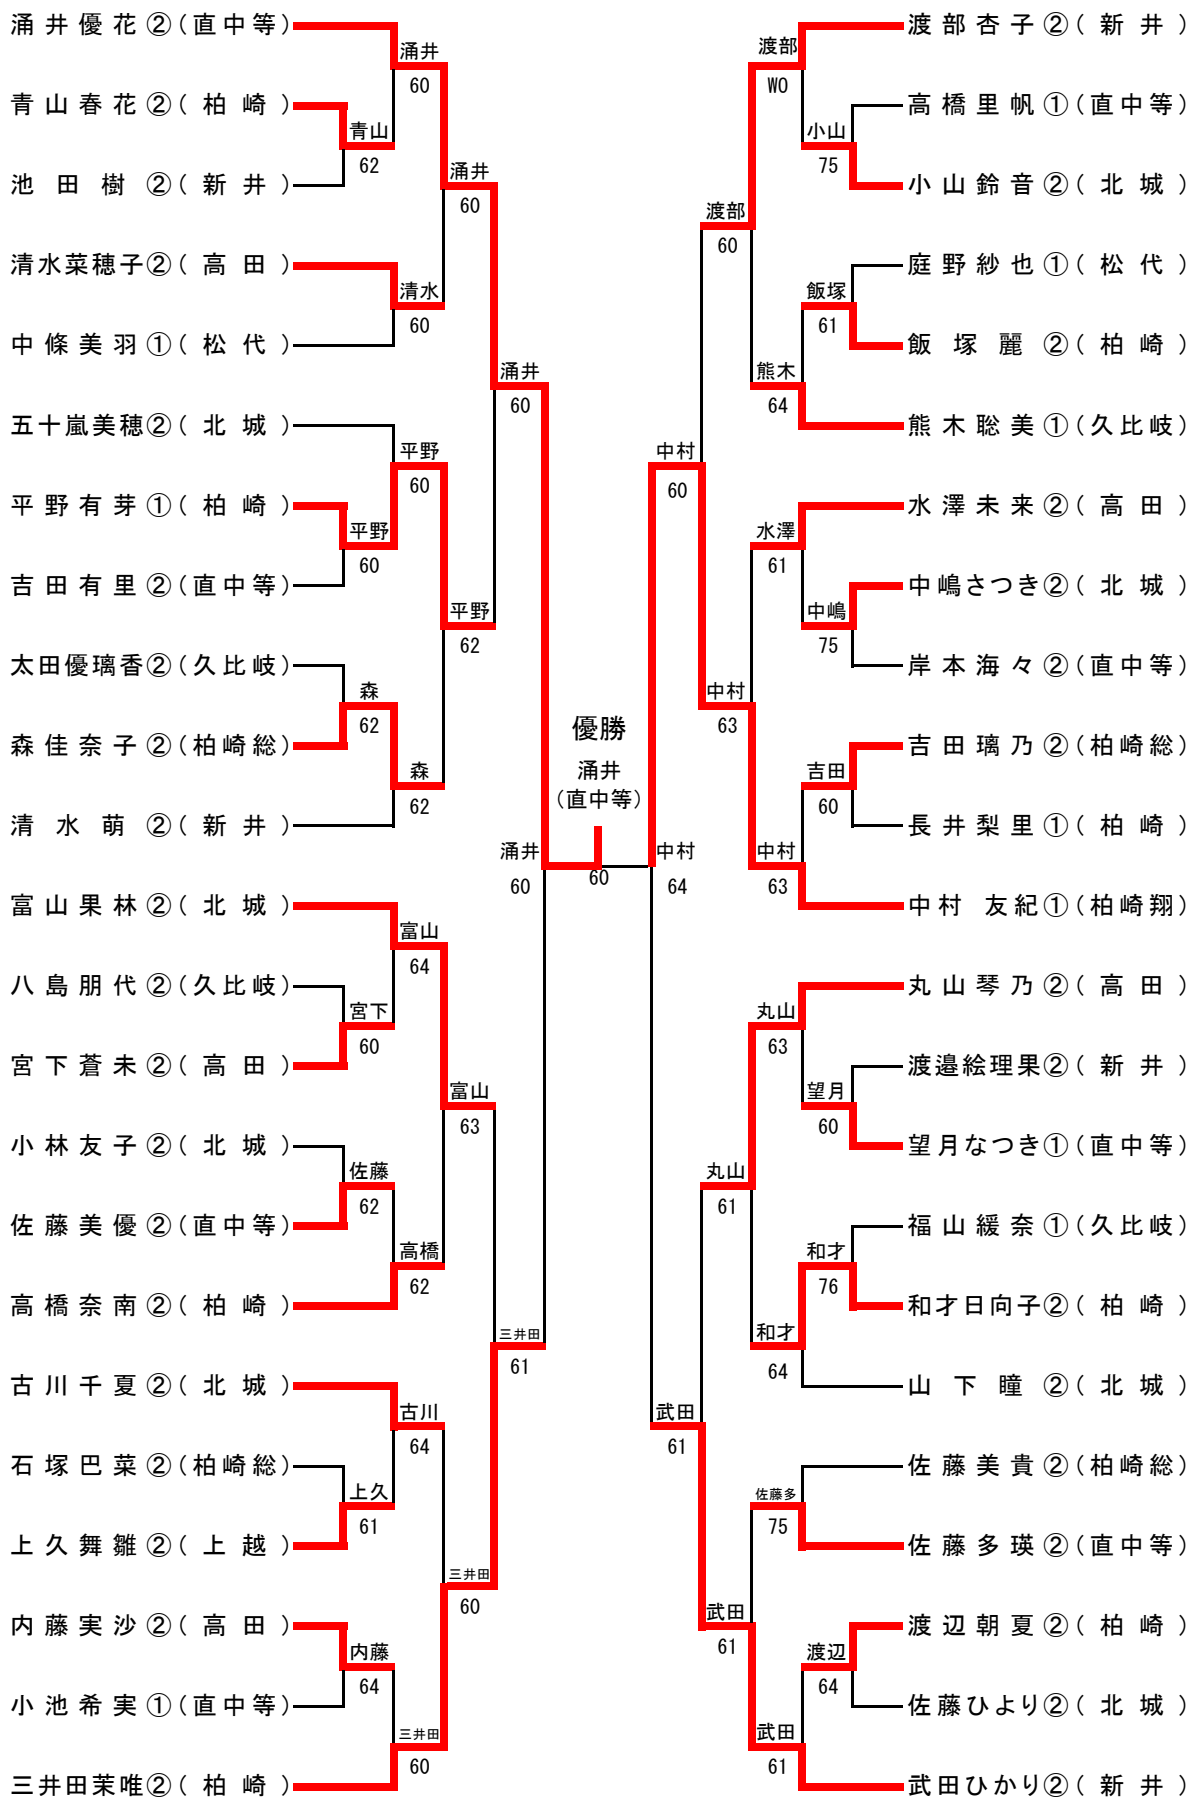 涌井優花②(直中等)
青山春花②(柏崎)
池田樹②(新井)
清水菜穂子②(高田)
中條美羽①(松代)
五十嵐美穂②(北城)
平野有芽①(柏崎)
吉田有里②(直中等)
太田優璃香②(久比岐)
森佳奈子②(柏崎総)
清水萌②(新井)
富山果林②(北城)
八島朋代②(久比岐)
宮下蒼未②(高田)
小林友子②(北城)
佐藤美優②(直中等)
高橋奈南②(柏崎)
古川千夏②(北城)
石塚巴菜②(柏崎総)
上久舞雛②(上越)
内藤実沙②(高田)
小池希実①(直中等)
三井田茉唯②(柏崎)
青山
62
平野
60
森
62
宮下
60
佐藤
62
上久
61
内藤
64
涌井
60
清水
60
平野
60
森
62
富山
64
高橋
62
古川
64
三井田
60
涌井
60
平野
62
富山
63
三井田
60
涌井
60
三井田
61
涌井
60
優勝
涌井
(直中等)
60
中村
64
中村
60
武田
61
渡部
60
中村
63
丸山
61
武田
61
渡部
WO
熊木
64
水澤
61
中村
63
丸山
63
和才
64
佐藤多
75
武田
61
小山
75
飯塚
61
中嶋
75
吉田
60
望月
60
和才
76
渡辺
64
渡部杏子②(新井)
高橋里帆①(直中等)
小山鈴音②(北城)
庭野紗也①(松代)
飯塚麗②(柏崎)
熊木聡美①(久比岐)
水澤未来②(高田)
中嶋さつき②(北城)
岸本海々②(直中等)
吉田璃乃②(柏崎総)
長井梨里①(柏崎)
中村 友紀①(柏崎翔)
丸山琴乃②(高田)
渡邉絵理果②(新井)
望月なつき①(直中等)
福山緩奈①(久比岐)
和才日向子②(柏崎)
山下瞳②(北城)
佐藤美貴②(柏崎総)
佐藤多瑛②(直中等)
渡辺朝夏②(柏崎)
佐藤ひより②(北城)
武田ひかり②(新井)